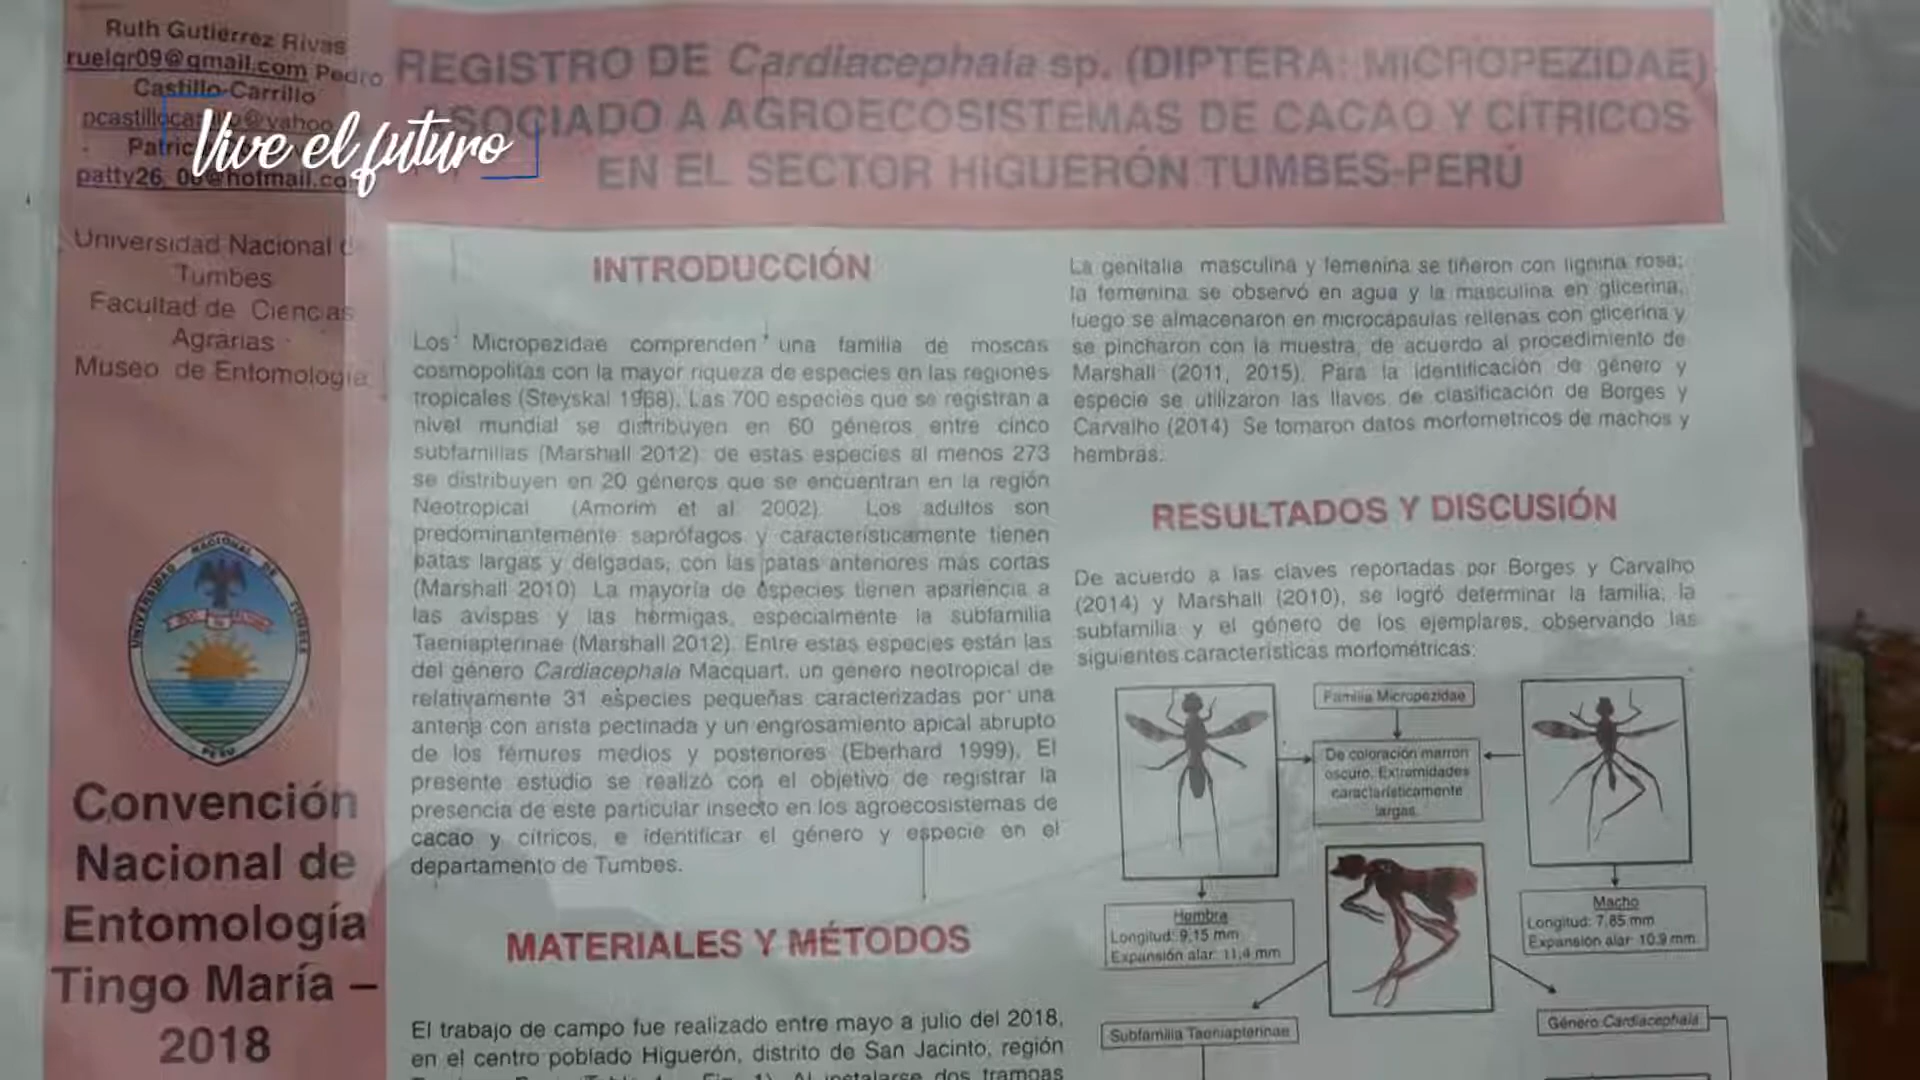 Ruth Gutiérrez Rivas
ruelgr09@gmail.com Pedro
Castillo-Carrillo
patty26_06@hotmail.co
Vive el futuro
Universidad Nacional d
Tumbes
Facultad de Ciencias
Agrarias
Museo de Entomología
UNIVERSIDAD NACIONAL DE TUMBES
PERU
Convención
Nacional de
Entomología
Tingo María –
2018
REGISTRO DE Cardiacephala sp. (DIPTERA: MICROPEZIDAE)
ASOCIADO A AGROECOSISTEMAS DE CACAO Y CÍTRICOS
EN EL SECTOR HIGUERÓN TUMBES-PERÚ
INTRODUCCIÓN
Los Micropezidae comprenden una familia de moscas
cosmopolitas con la mayor riqueza de especies en las regiones
tropicales (Steyskal 1968). Las 700 especies que se registran a
nivel mundial se distribuyen en 60 géneros entre cinco
subfamilias (Marshall 2012) de estas especies al menos 273
se distribuyen en 20 géneros que se encuentran en la región
Neotropical (Amorim et al 2002). Los adultos son
predominantemente saprófagos y característicamente tienen
patas largas y delgadas, con las patas anteriores más cortas
(Marshall 2010) La mayoría de especies tienen apariencia a
las avispas y las hormigas, especialmente la subfamilia
Taeniapterinae (Marshall 2012). Entre estas especies están las
del género Cardiacephala Macquart, un género neotropical de
relativamente 31 especies pequeñas caracterizadas por una
antena con arista pectinada y un engrosamiento apical abrupto
de los fémures medios y posteriores (Eberhard 1999). El
presente estudio se realizó con el objetivo de registrar la
presencia de este particular insecto en los agroecosistemas de
cacao y cítricos, e identificar el género y especie en el
departamento de Tumbes.
MATERIALES Y MÉTODOS
El trabajo de campo fue realizado entre mayo a julio del 2018,
en el centro poblado Higuerón, distrito de San Jacinto, región
Al instalarse dos trampas
La genitalia masculina y femenina se tiñeron con lignina rosa;
la femenina se observó en agua y la masculina en glicerina,
luego se almacenaron en microcápsulas rellenas con glicerina y
se pincharon con la muestra, de acuerdo al procedimiento de
Marshall (2011, 2015). Para la identificación de género y
especie se utilizaron las llaves de clasificación de Borges y
Carvalho (2014) Se tomaron datos morfometricos de machos y
hembras.
RESULTADOS Y DISCUSIÓN
De acuerdo a las claves reportadas por Borges y Carvalho
(2014) y Marshall (2010), se logró determinar la familia, la
subfamilia y el género de los ejemplares, observando las
siguientes características morfométricas:
Familia Micropezidae
De coloración marrón
oscuro. Extremidades
característicamente
largas.
Hembra
Longitud: 9,15 mm
Expansión alar: 11,4 mm
Macho
Longitud: 7,85 mm
Expansión alar 10,9 mm
Subfamilia Taeniapterinae
Género Cardiacephala